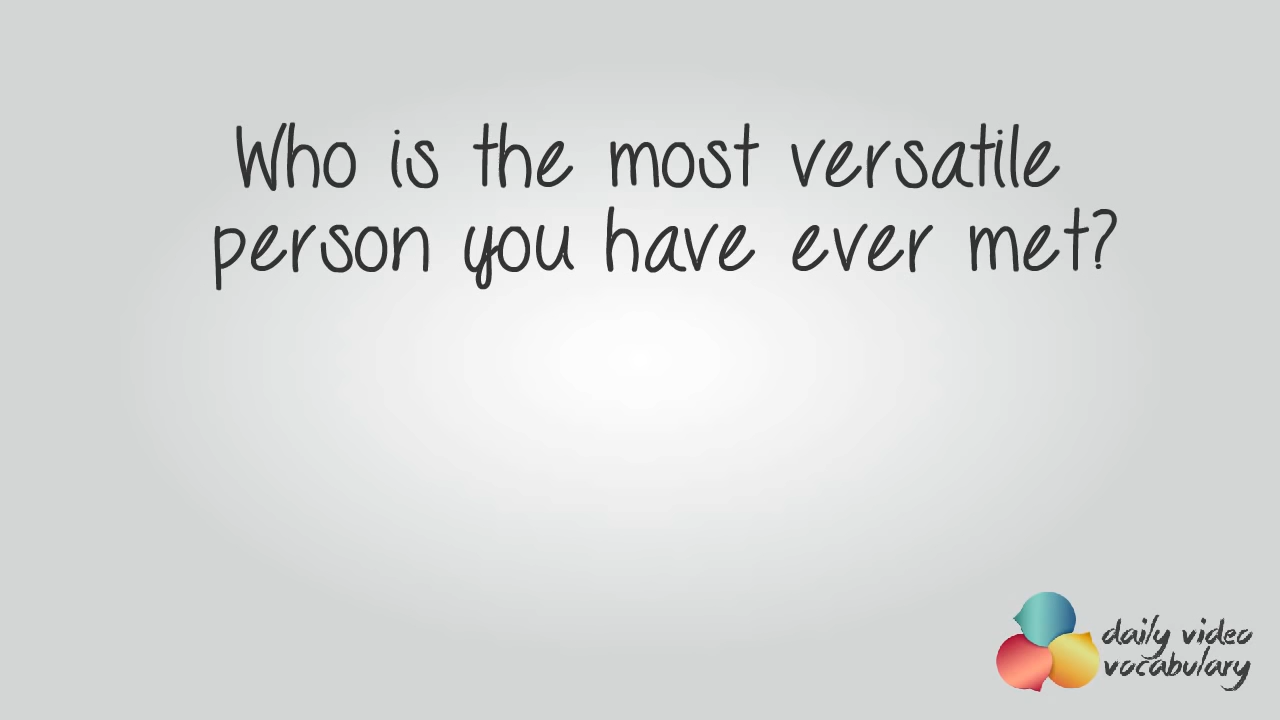 Who is the most versatile
person you have ever met?
daily video
vocabulary